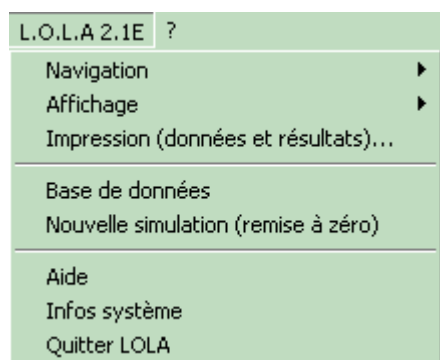 L.O.L.A 2.1E ?
Navigation
Affichage
Impression (données et résultats)...
Base de données
Nouvelle simulation (remise à zéro)
Aide
Infos système
Quitter LOLA